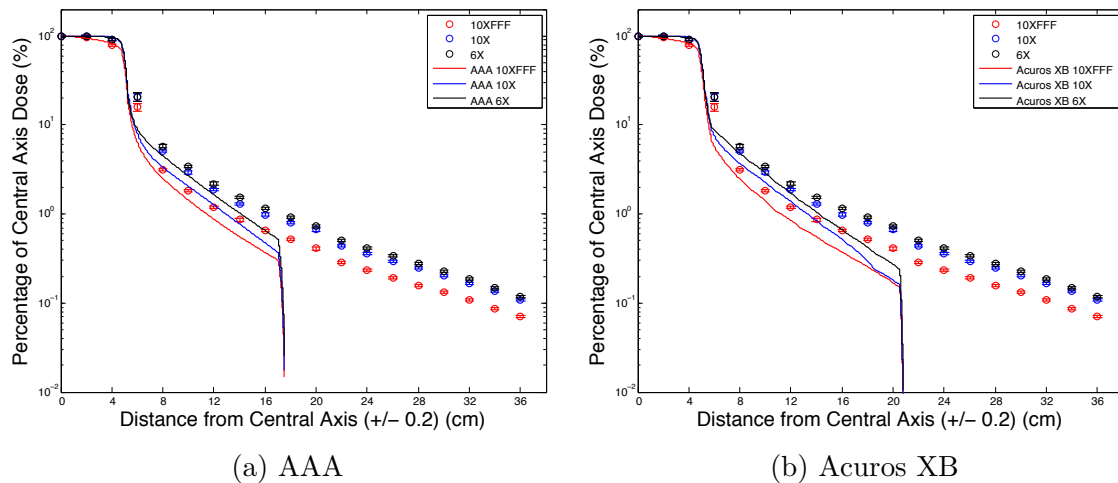 10^2
10^1
10^0
10^-1
10^-2
Percentage of Central Axis Dose (%)
10XFFF
10X
6X
AAA 10XFFF
AAA 10X
AAA 6X
0 4 8 12 16 20 24 28 32 36
Distance from Central Axis (+/− 0.2) (cm)
(a) AAA
10^2
10^1
10^0
10^-1
10^-2
Percentage of Central Axis Dose (%)
10XFFF
10X
6X
Acuros XB 10XFFF
Acuros XB 10X
Acuros XB 6X
0 4 8 12 16 20 24 28 32 36
Distance from Central Axis (+/− 0.2) (cm)
(b) Acuros XB